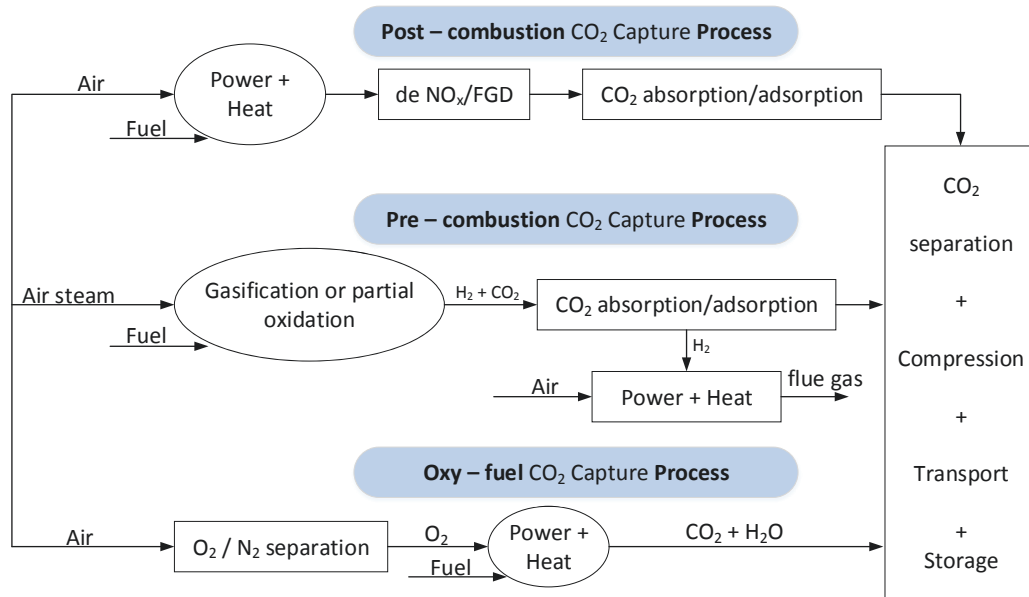 Post – combustion CO₂ Capture Process
Air
Power +
Heat
Fuel
de NOₓ/FGD
CO₂ absorption/adsorption
Pre – combustion CO₂ Capture Process
Air steam
Gasification or partial
oxidation
Fuel
H₂ + CO₂
CO₂ absorption/adsorption
H₂
Air
Power + Heat
flue gas
Oxy – fuel CO₂ Capture Process
Air
O₂ / N₂ separation
O₂
Fuel
Power +
Heat
CO₂ + H₂O
CO₂
separation
+
Compression
+
Transport
+
Storage